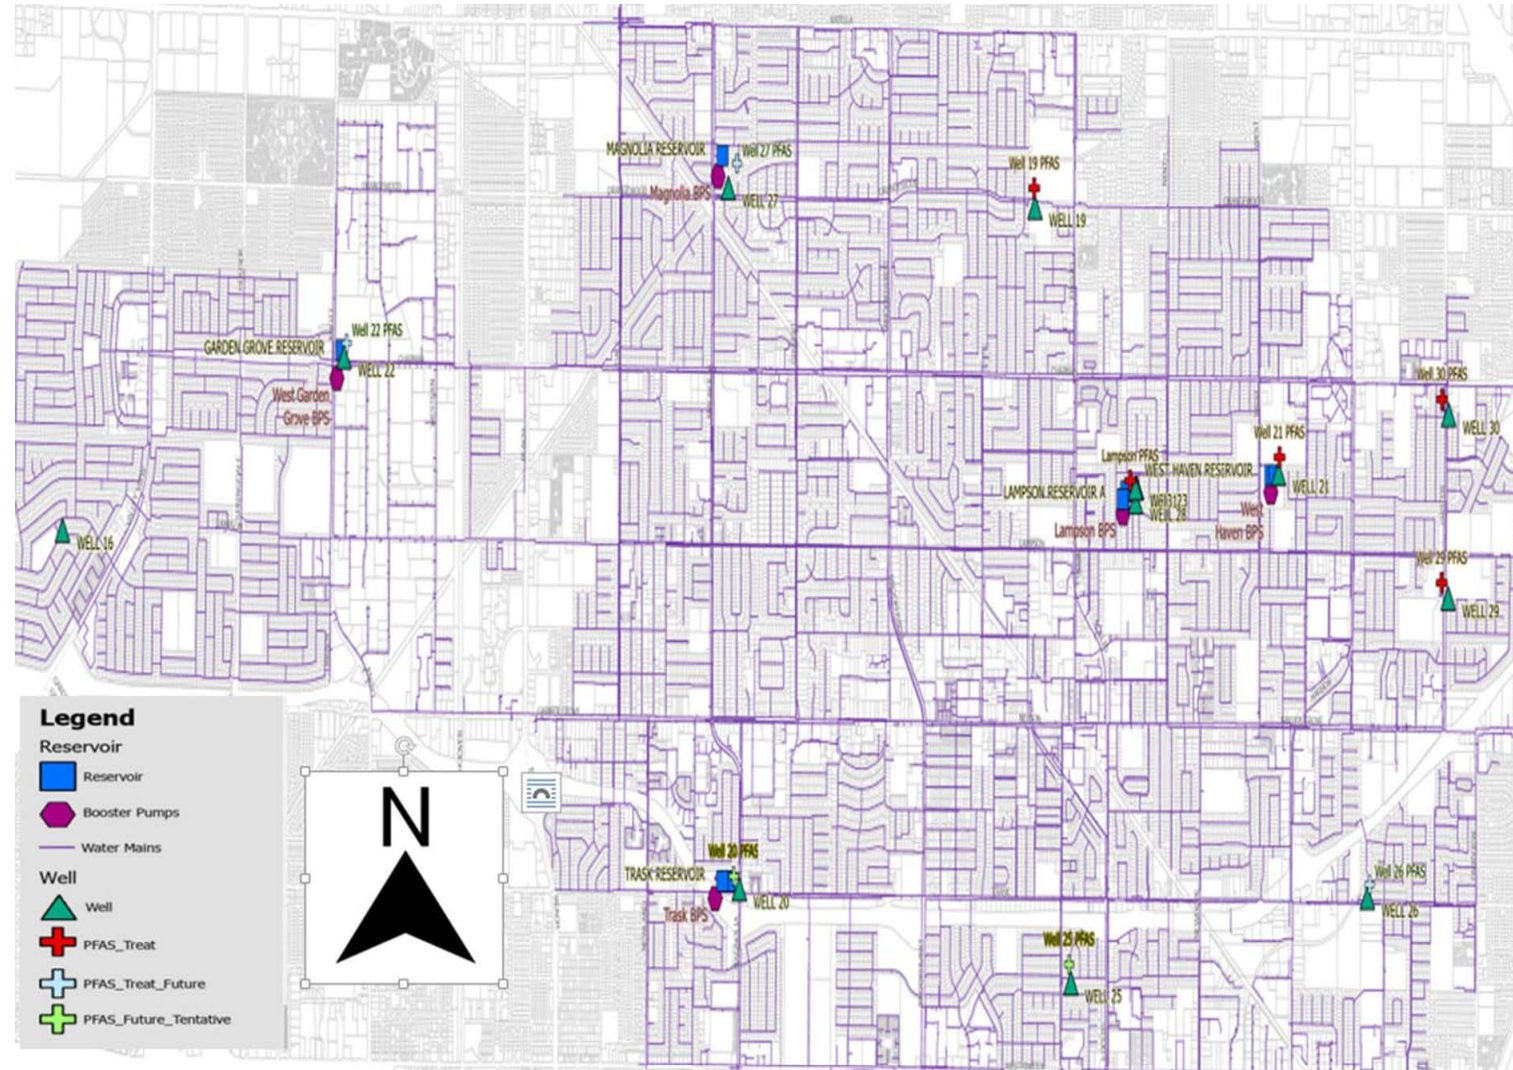 MAGNOLIA RESERVOIR
Well 27 PFAS
Magnolia BPS
WELL 27
Well 19 PFAS
WELL 19
Well 22 PFAS
GARDEN GROVE RESERVOIR
WELL 22
West Garden
Grove BPS
Well 30 PFAS
WELL 30
Well 21 PFAS
Lampson PFAS
WEST HAVEN RESERVOIR
WELL 21
LAMPSON RESERVOIR A
WELL 28
Lampson BPS
West
Haven BPS
WELL 16
Well 29 PFAS
WELL 29
Legend
Reservoir
Reservoir
Booster Pumps
Water Mains
Well
Well
PFAS_Treat
PFAS_Treat_Future
PFAS_Future_Tentative
N
Well 20 PFAS
TRASK RESERVOIR
WELL 20
Trask BPS
Well 26 PFAS
WELL 26
Well 25 PFAS
WELL 25